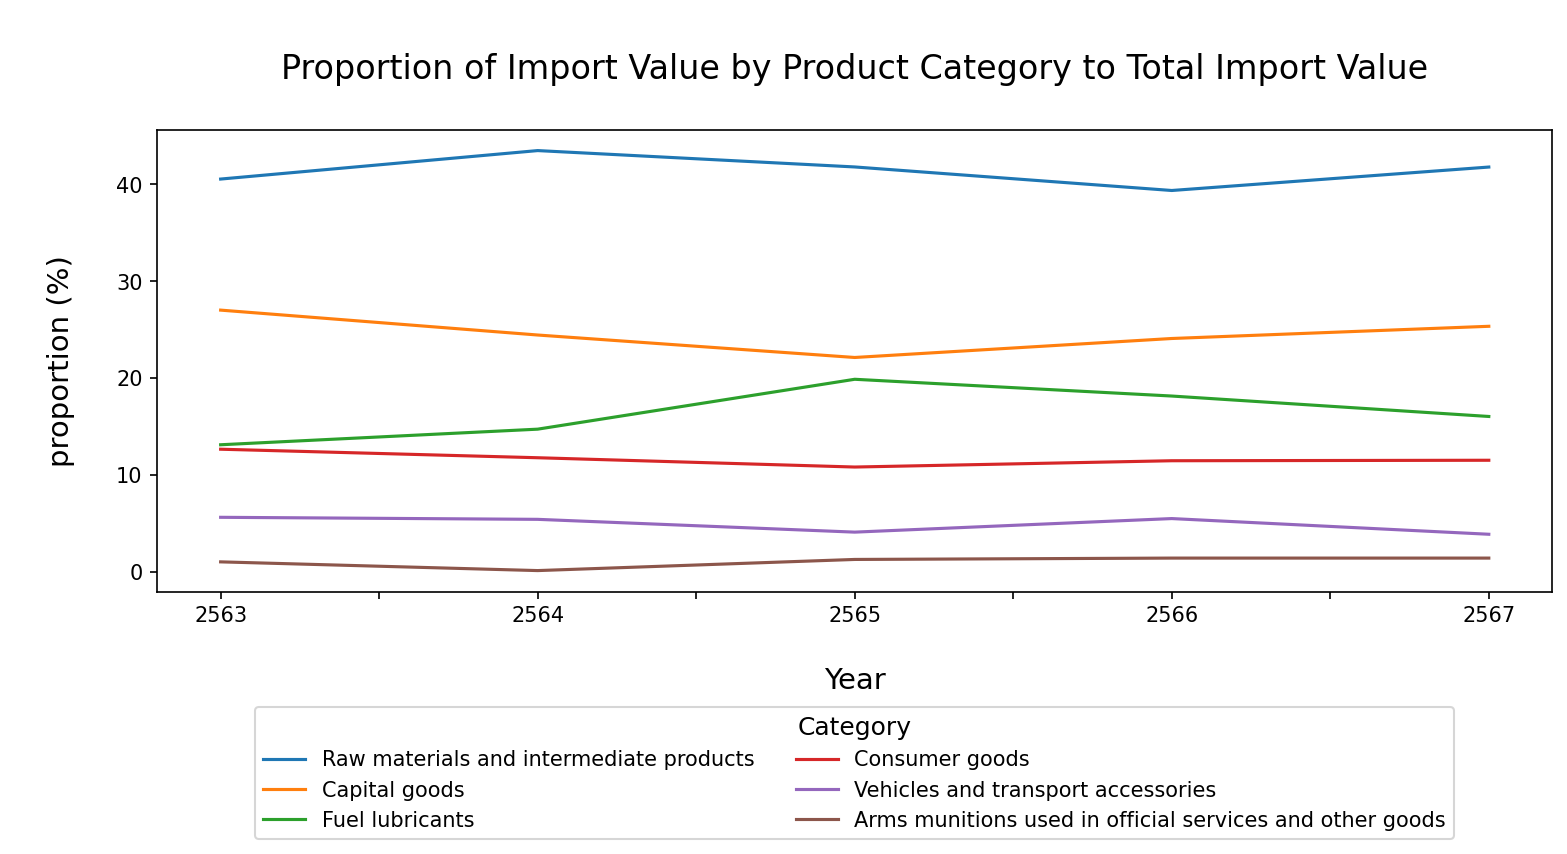 Proportion of Import Value by Product Category to Total Import Value
proportion (%)
40
30
20
10
0
2563 2564 2565 2566 2567
Year
Category
Raw materials and intermediate products
Capital goods
Fuel lubricants
Consumer goods
Vehicles and transport accessories
Arms munitions used in official services and other goods